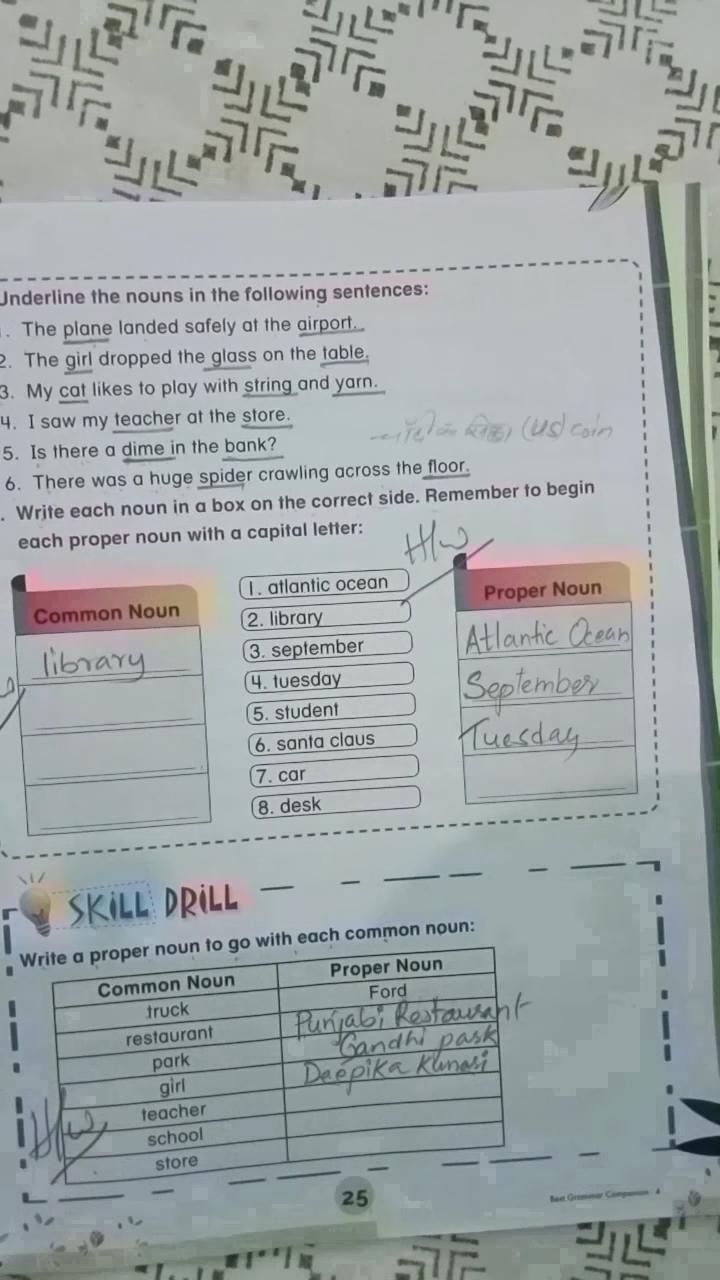 Underline the nouns in the following sentences:
1. The plane landed safely at the airport.
2. The girl dropped the glass on the table.
3. My cat likes to play with string and yarn.
4. I saw my teacher at the store.
(US) coin
5. Is there a dime in the bank?
6. There was a huge spider crawling across the floor.
. Write each noun in a box on the correct side. Remember to begin
each proper noun with a capital letter:
H/w
Common Noun
library
1. atlantic ocean
2. library
3. september
4. tuesday
5. student
6. santa claus
7. car
8. desk
Proper Noun
Atlantic Ocean
September
Tuesday
SKILL DRILL
Write a proper noun to go with each common noun:
Common Noun Proper Noun
truck Ford
restaurant Punjabi Restaurant
park Gandhi park
girl Deepika Kumari
teacher
school
store
H/w
25
Best Grammar Companion - 4